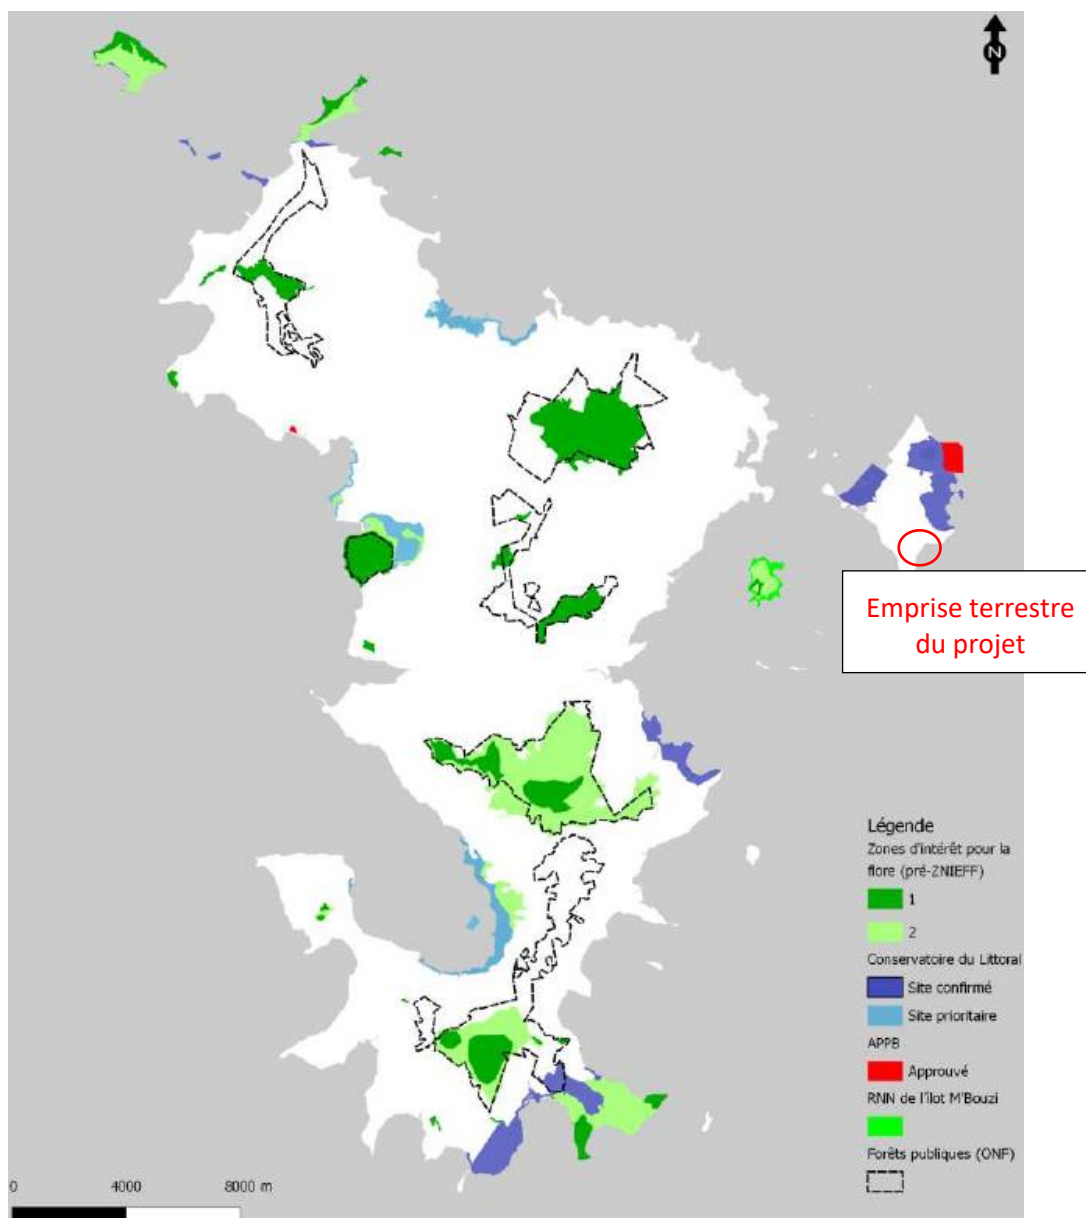 N
Emprise terrestre
du projet
Légende
Zones d'intérêt pour la
flore (pré-ZNIEFF)
1
2
Conservatoire du Littoral
Site confirmé
Site prioritaire
APPB
Approuvé
RNN de l'îlot M'Bouzi
Forêts publiques (ONF)
0 4000 8000 m